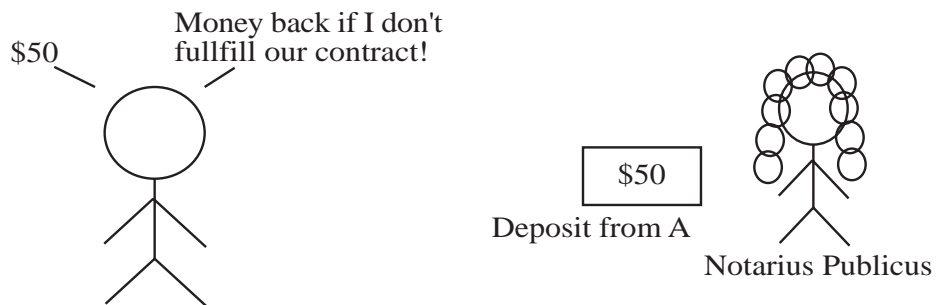 Money back if I don't
$50
fullfill our contract!
$50
Deposit from A
Notarius Publicus